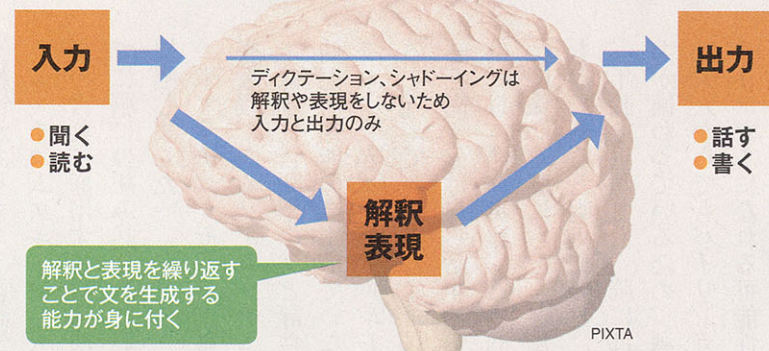 入力
●聞く
●読む
ディクテーション、シャドーイングは
解釈や表現をしないため
入力と出力のみ
出力
●話す
●書く
解釈
表現
解釈と表現を繰り返す
ことで文を生成する
能力が身に付く
PIXTA